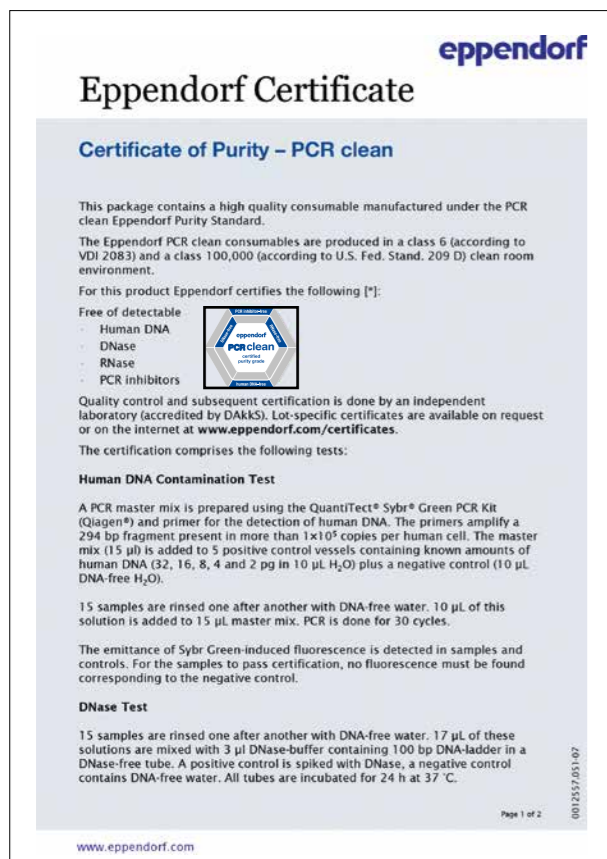 eppendorf
Eppendorf Certificate
Certificate of Purity – PCR clean
This package contains a high quality consumable manufactured under the PCR
clean Eppendorf Purity Standard.
The Eppendorf PCR clean consumables are produced in a class 6 (according to
VDI 2083) and a class 100,000 (according to U.S. Fed. Stand. 209 D) clean room
environment.
For this product Eppendorf certifies the following [*]:
Free of detectable
· Human DNA
· DNase
· RNase
· PCR inhibitors
PCR inhibitor-free
eppendorf
PCR clean
certified
purity grade
human DNA-free
Quality control and subsequent certification is done by an independent
laboratory (accredited by DAkkS). Lot-specific certificates are available on request
or on the internet at www.eppendorf.com/certificates.
The certification comprises the following tests:
Human DNA Contamination Test
A PCR master mix is prepared using the QuantiTect® Sybr® Green PCR Kit
(Qiagen®) and primer for the detection of human DNA. The primers amplify a
294 bp fragment present in more than 1×10⁵ copies per human cell. The master
mix (15 µl) is added to 5 positive control vessels containing known amounts of
human DNA (32, 16, 8, 4 and 2 pg in 10 µL H₂O) plus a negative control (10 µL
DNA-free H₂O).
15 samples are rinsed one after another with DNA-free water. 10 µL of this
solution is added to 15 µL master mix. PCR is done for 30 cycles.
The emittance of Sybr Green-induced fluorescence is detected in samples and
controls. For the samples to pass certification, no fluorescence must be found
corresponding to the negative control.
DNase Test
15 samples are rinsed one after another with DNA-free water. 17 µL of these
solutions are mixed with 3 µl DNase-buffer containing 100 bp DNA-ladder in a
DNase-free tube. A positive control is spiked with DNase, a negative control
contains DNA-free water. All tubes are incubated for 24 h at 37 °C.
0012557.051-07
Page 1 of 2
www.eppendorf.com